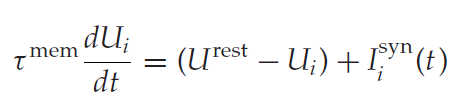 τ^mem dU_i/dt = (U^rest − U_i) + I_i^syn(t)